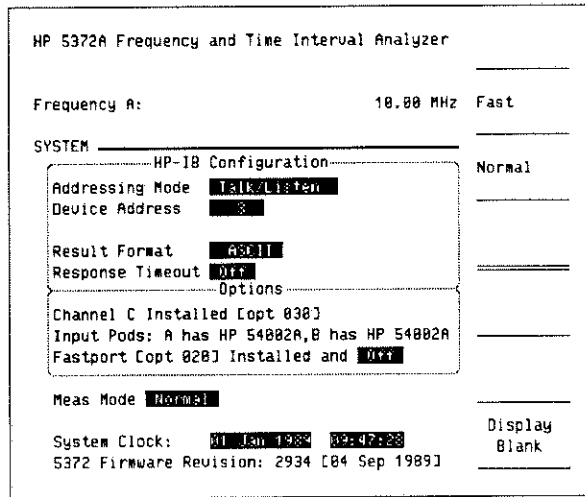 HP 5372A Frequency and Time Interval Analyzer
Frequency A: 10.00 MHz
SYSTEM
HP-IB Configuration
Addressing Mode Talk/Listen
Device Address 3
Result Format ASCII
Response Timeout Off
Options
Channel C Installed [opt 030]
Input Pods: A has HP 54002A,B has HP 54002A
Fastport [opt 020] Installed and Off
Meas Mode Normal
System Clock: 01 Jan 1989 09:47:28
5372 Firmware Revision: 2934 [04 Sep 1989]
Fast
Normal
Display
Blank